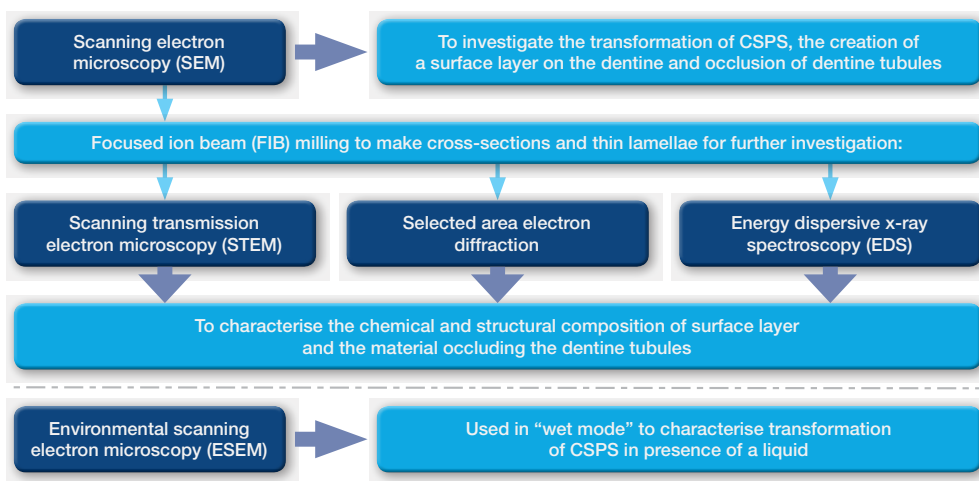 Scanning electron
microscopy (SEM)
To investigate the transformation of CSPS, the creation of
a surface layer on the dentine and occlusion of dentine tubules
Focused ion beam (FIB) milling to make cross-sections and thin lamellae for further investigation:
Scanning transmission
electron microscopy (STEM)
Selected area electron
diffraction
Energy dispersive x-ray
spectroscopy (EDS)
To characterise the chemical and structural composition of surface layer
and the material occluding the dentine tubules
Environmental scanning
electron microscopy (ESEM)
Used in “wet mode” to characterise transformation
of CSPS in presence of a liquid